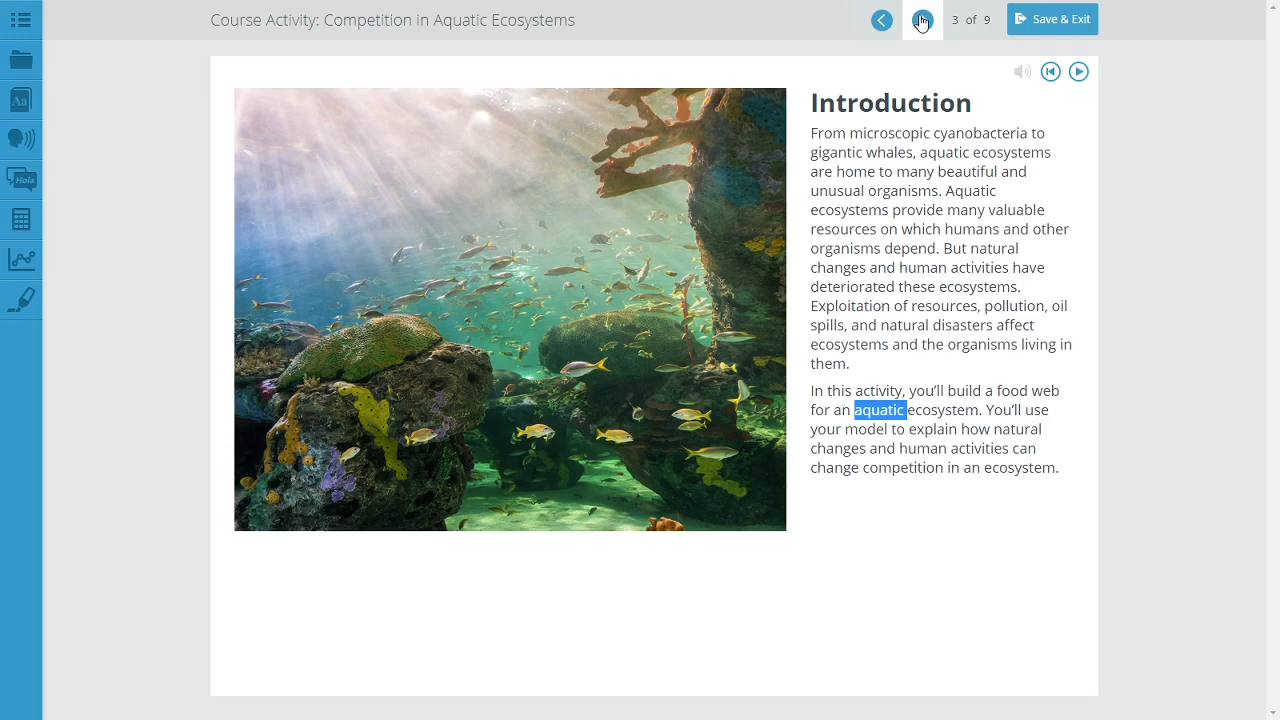 Course Activity: Competition in Aquatic Ecosystems
3 of 9
Save & Exit
Aa
Hola
Introduction
From microscopic cyanobacteria to
gigantic whales, aquatic ecosystems
are home to many beautiful and
unusual organisms. Aquatic
ecosystems provide many valuable
resources on which humans and other
organisms depend. But natural
changes and human activities have
deteriorated these ecosystems.
Exploitation of resources, pollution, oil
spills, and natural disasters affect
ecosystems and the organisms living in
them.
In this activity, you’ll build a food web
for an aquatic ecosystem. You’ll use
your model to explain how natural
changes and human activities can
change competition in an ecosystem.